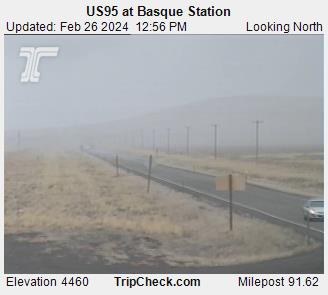 US95 at Basque Station
Updated: Feb 26 2024 12:56 PM Looking North
Elevation 4460 TripCheck.com Milepost 91.62